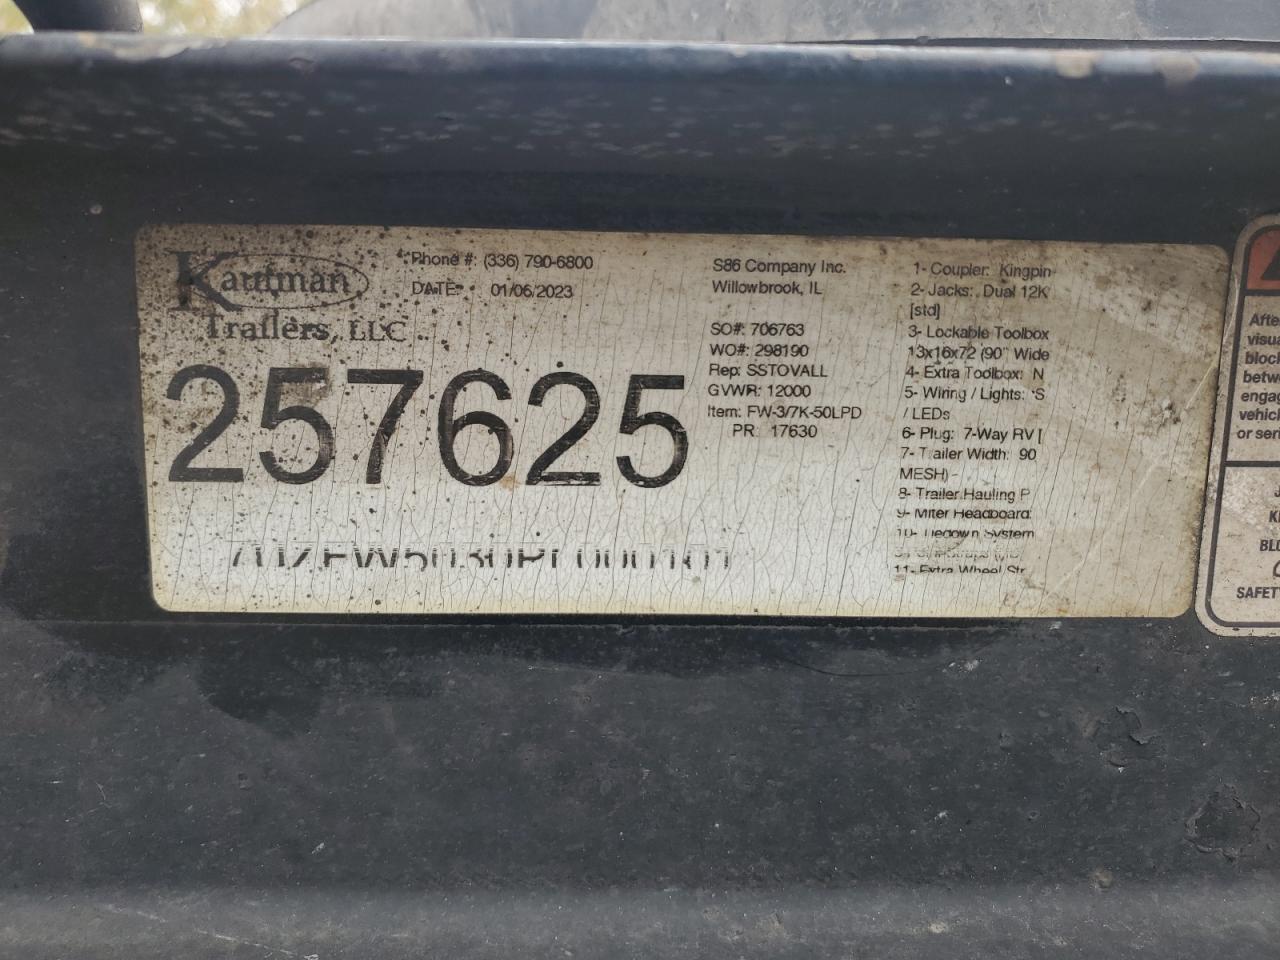 Kaufman
Trailers, LLC
Phone #: (336) 790-6800
DATE: 01/06/2023
257625
S86 Company Inc.
Willowbrook, IL
SO#: 706763
WO#: 298190
Rep: SSTOVALL
GVWR: 12000
Item: FW-3/7K-50LPD
PR: 17630
1- Coupler: Kingpin
2- Jacks: Dual 12K
[std]
3- Lockable Toolbox
13x16x72 (90" Wide
4- Extra Toolbox: N
5- Wiring / Lights: 'S
/ LEDs
6- Plug: 7-Way RV [
7- Trailer Width: 90
MESH) -
8- Trailer Hauling P
9- Miter Headboard:
10- Tiedown System
11- Extra Wheel Str
Afte
visua
block
betw
engag
vehic
or seri
BLO
SAFETY